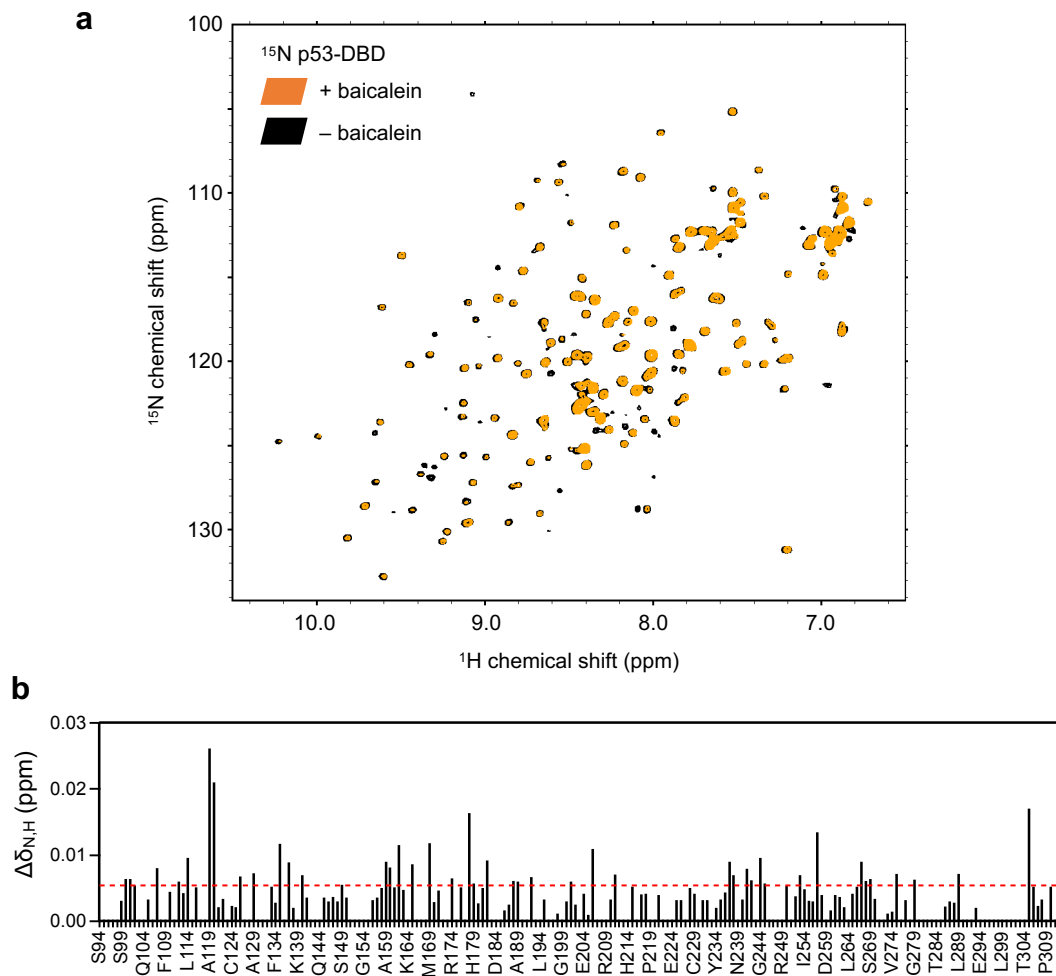 a
100
110
120
130
¹⁵N chemical shift (ppm)
¹⁵N p53-DBD
+ baicalein
– baicalein
10.0 9.0 8.0 7.0
¹H chemical shift (ppm)
b
0.03
0.02
0.01
0.00
ΔδN,H (ppm)
S94 S99 Q104 F109 L114 A119 C124 A129 F134 K139 Q144 S149 G154 A159 K164 M169 R174 H179 D184 A189 L194 G199 E204 R209 H214 P219 E224 C229 Y234 N239 G244 R249 I254 D259 L264 S269 V274 G279 T284 L289 E294 L299 T304 P309